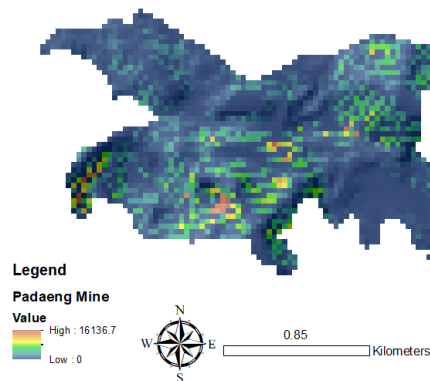 Legend
Padaeng Mine
Value
High : 16136.7
Low : 0
N
W E
S
0.85
Kilometers